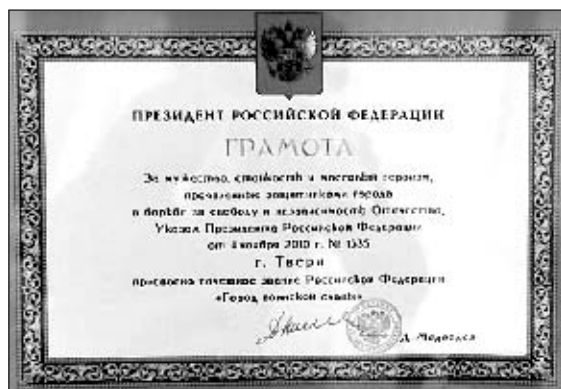 ПРЕЗИДЕНТ РОССИЙСКОЙ ФЕДЕРАЦИИ
ГРАМОТА
За мужество, стойкость и массовый героизм,
проявленные защитниками города
в борьбе за свободу и независимость Отечества,
Указом Президента Российской Федерации
от 4 ноября 2010 г. № 1335
г. Твери
присвоено почетное звание Российской Федерации
«Город воинской славы»
Д. Медведев